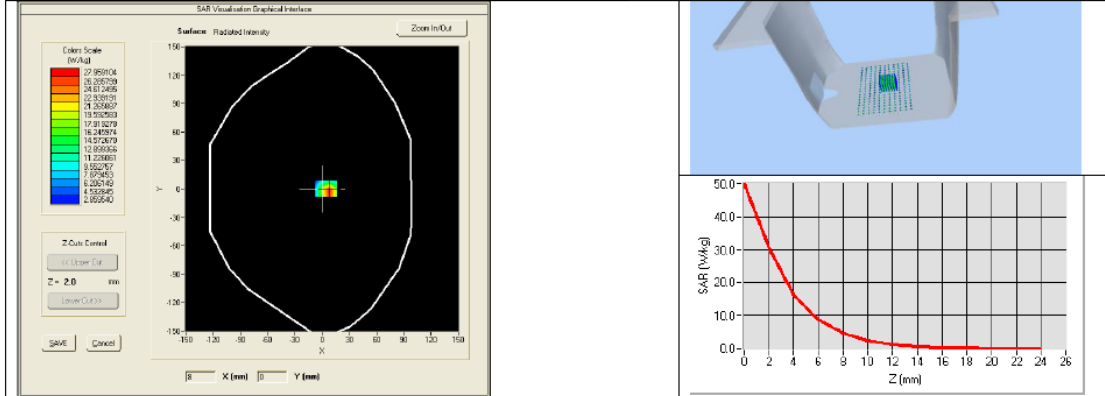 SAR Visualisation Graphical Interface
Surface Radiated Intensity
Zoom In/Out
Colors Scale
(W/kg)
27.959104
26.285799
24.612495
22.939191
21.265887
19.592583
17.919279
16.245974
14.572670
12.899366
11.226061
9.552757
7.879453
6.206149
4.532845
2.859540
150-
120-
90-
60-
30-
0-
-30-
-60-
-90-
-120-
-150-
Y
-150 -120 -90 -60 -30 0 30 60 90 120 150
X
Z-Cuts Control
<< Upper Cut
Z = 2.0 mm
Lower Cut >>
SAVE Cancel
8 X (mm) 0 Y (mm)
50.0-
40.0-
30.0-
20.0-
10.0-
0.0-
SAR (W/kg)
0 2 4 6 8 10 12 14 16 18 20 22 24 26
Z (mm)